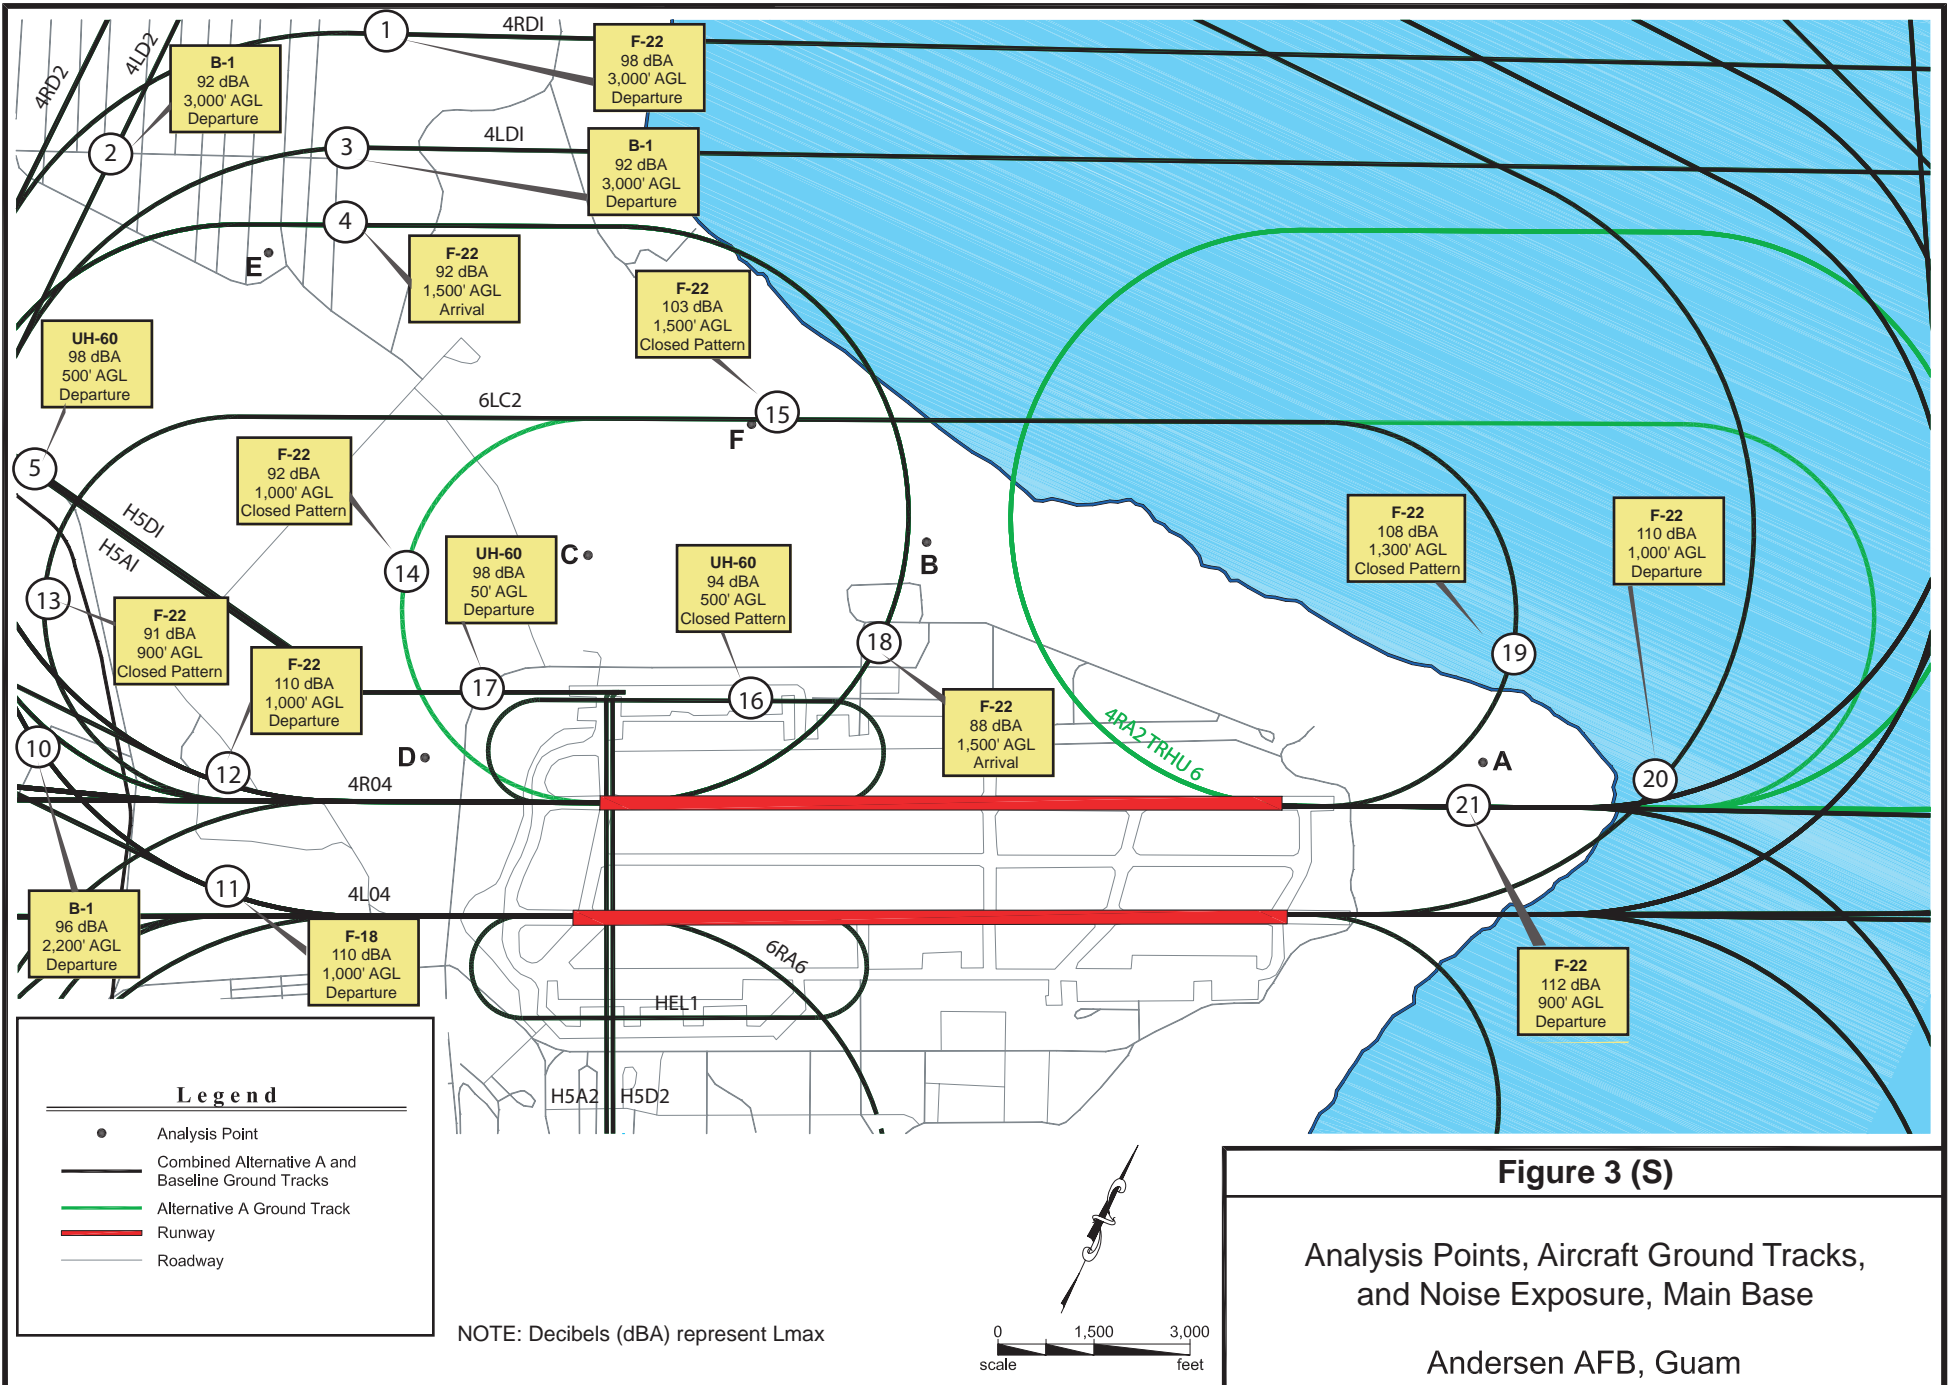 4RDI
1
F-22
98 dBA
3,000' AGL
Departure
4LD2
4RD2
B-1
92 dBA
3,000' AGL
Departure
2
3
4LDI
B-1
92 dBA
3,000' AGL
Departure
4
E
F-22
92 dBA
1,500' AGL
Arrival
F-22
103 dBA
1,500' AGL
Closed Pattern
UH-60
98 dBA
500' AGL
Departure
6LC2
15
F
5
F-22
92 dBA
1,000' AGL
Closed Pattern
H5DI
H5AI
14
UH-60
98 dBA
50' AGL
Departure
C
UH-60
94 dBA
500' AGL
Closed Pattern
B
F-22
108 dBA
1,300' AGL
Closed Pattern
F-22
110 dBA
1,000' AGL
Departure
13
F-22
91 dBA
900' AGL
Closed Pattern
F-22
110 dBA
1,000' AGL
Departure
17
16
18
19
F-22
88 dBA
1,500' AGL
Arrival
4RA2 TRHU 6
10
12
D
4R04
A
20
21
11
4L04
B-1
96 dBA
2,200' AGL
Departure
F-18
110 dBA
1,000' AGL
Departure
6RA6
HEL1
F-22
112 dBA
900' AGL
Departure
H5A2
H5D2
Legend
Analysis Point
Combined Alternative A and
Baseline Ground Tracks
Alternative A Ground Track
Runway
Roadway
NOTE: Decibels (dBA) represent Lmax
0 1,500 3,000
scale feet
Figure 3 (S)
Analysis Points, Aircraft Ground Tracks,
and Noise Exposure, Main Base
Andersen AFB, Guam